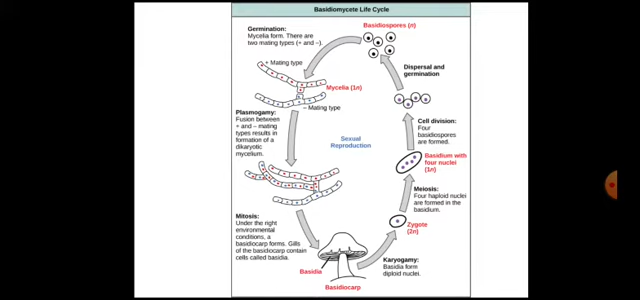 Basidiomycete Life Cycle
Basidiospores (n)
Germination:
Mycelia form. There are
two mating types (+ and –).
+ Mating type
Mycelia (1n)
– Mating type
Dispersal and
germination
Plasmogamy:
Fusion between
+ and – mating
types results in
formation of a
dikaryotic
mycelium.
Sexual
Reproduction
Cell division:
Four
basidiospores
are formed.
Basidium with
four nuclei
(1n)
Meiosis:
Four haploid nuclei
are formed in the
basidium.
Mitosis:
Under the right
environmental
conditions, a
basidiocarp forms. Gills
of the basidiocarp contain
cells called basidia.
Zygote
(2n)
Karyogamy:
Basidia form
diploid nuclei.
Basidia
Basidiocarp